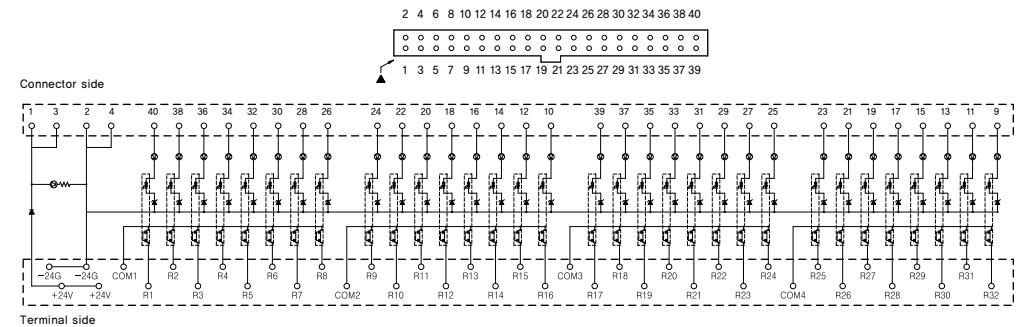 2 4 6 8 10 12 14 16 18 20 22 24 26 28 30 32 34 36 38 40
1 3 5 7 9 11 13 15 17 19 21 23 25 27 29 31 33 35 37 39
Connector side
1 3 2 4 40 38 36 34 32 30 28 26 24 22 20 18 16 14 12 10 39 37 35 33 31 29 27 25 23 21 19 17 15 13 11 9
−24G −24G COM1 R2 R4 R6 R8 R9 R11 R13 R15 COM3 R18 R20 R22 R24 R25 R27 R29 R31
+24V +24V R1 R3 R5 R7 COM2 R10 R12 R14 R16 R17 R19 R21 R23 COM4 R26 R28 R30 R32
Terminal side